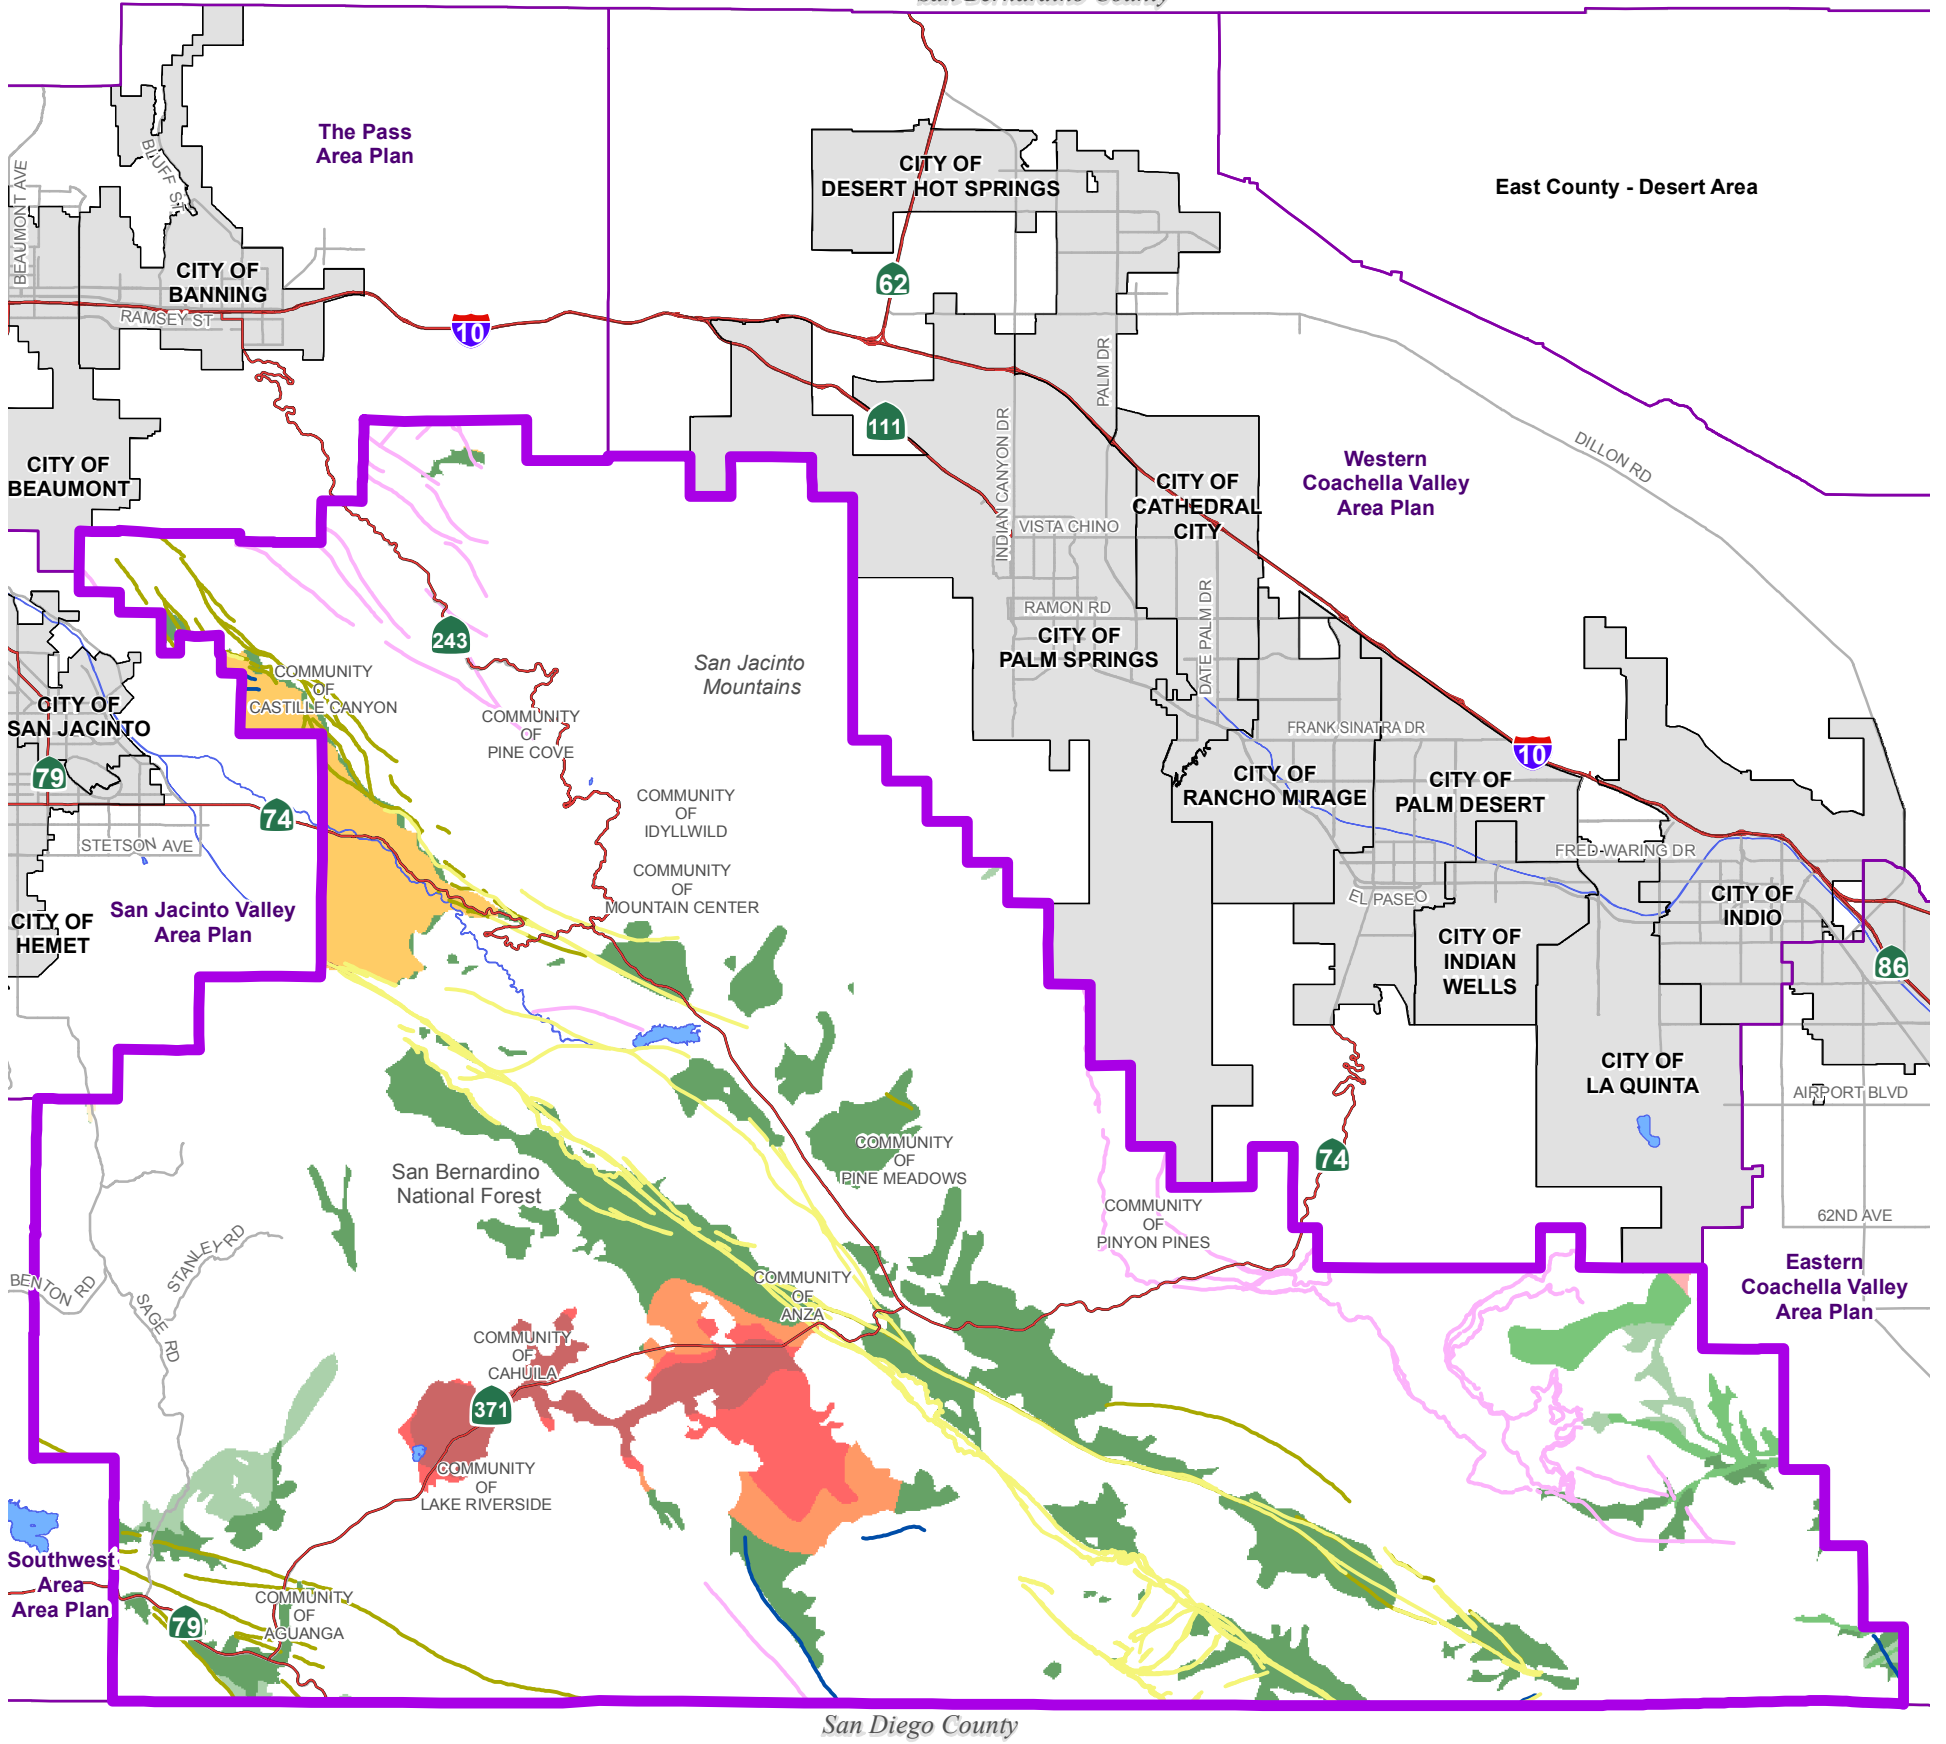 San Bernardino County
The Pass
Area Plan
BLUFF ST
BEAUMONT AVE
CITY OF
DESERT HOT SPRINGS
East County - Desert Area
CITY OF
BANNING
RAMSEY ST
10
62
PALM DR
111
INDIAN CANYON DR
CITY OF
BEAUMONT
DILLON RD
Western
Coachella Valley
Area Plan
CITY OF
CATHEDRAL
CITY
VISTA CHINO
RAMON RD
CITY OF
PALM SPRINGS
DATE PALM DR
243
San Jacinto
Mountains
COMMUNITY
OF
CASTILLE CANYON
CITY OF
SAN JACINTO
79
COMMUNITY
OF
PINE COVE
FRANK SINATRA DR
10
CITY OF
RANCHO MIRAGE
CITY OF
PALM DESERT
74
STETSON AVE
COMMUNITY
OF
IDYLLWILD
FRED WARING DR
COMMUNITY
OF
MOUNTAIN CENTER
EL PASEO
CITY OF
INDIO
CITY OF
HEMET
San Jacinto Valley
Area Plan
CITY OF
INDIAN
WELLS
86
CITY OF
LA QUINTA
AIRPORT BLVD
COMMUNITY
OF
PINE MEADOWS
74
San Bernardino
National Forest
COMMUNITY
OF
PINYON PINES
62ND AVE
STANLEY RD
BENTON RD
SAGE RD
COMMUNITY
OF
ANZA
Eastern
Coachella Valley
Area Plan
COMMUNITY
OF
CAHUILA
371
COMMUNITY
OF
LAKE RIVERSIDE
Southwest
Area
Area Plan
79
COMMUNITY
OF
AGUANGA
San Diego County